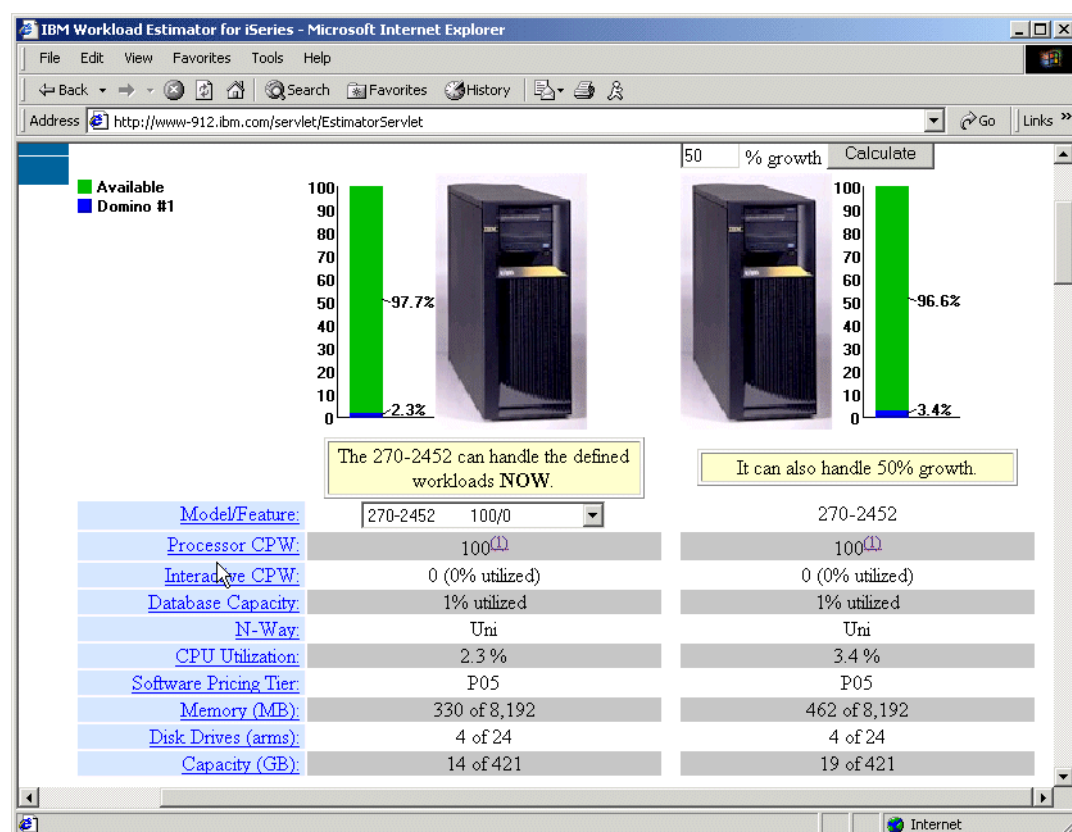 IBM Workload Estimator for iSeries - Microsoft Internet Explorer
File Edit View Favorites Tools Help
Back Search Favorites History
Address http://www-912.ibm.com/servlet/EstimatorServlet Go Links »
50 % growth Calculate
Available
Domino #1
100
90
80
70
60
50
40
30
20
10
0
97.7%
2.3%
IBM
IBM
100
90
80
70
60
50
40
30
20
10
0
96.6%
3.4%
The 270-2452 can handle the defined
workloads NOW.
It can also handle 50% growth.
Model/Feature: 270-2452 100/0 270-2452
Processor CPW: 100(1) 100(1)
Interactive CPW: 0 (0% utilized) 0 (0% utilized)
Database Capacity: 1% utilized 1% utilized
N-Way: Uni Uni
CPU Utilization: 2.3 % 3.4 %
Software Pricing Tier: P05 P05
Memory (MB): 330 of 8,192 462 of 8,192
Disk Drives (arms): 4 of 24 4 of 24
Capacity (GB): 14 of 421 19 of 421
Internet